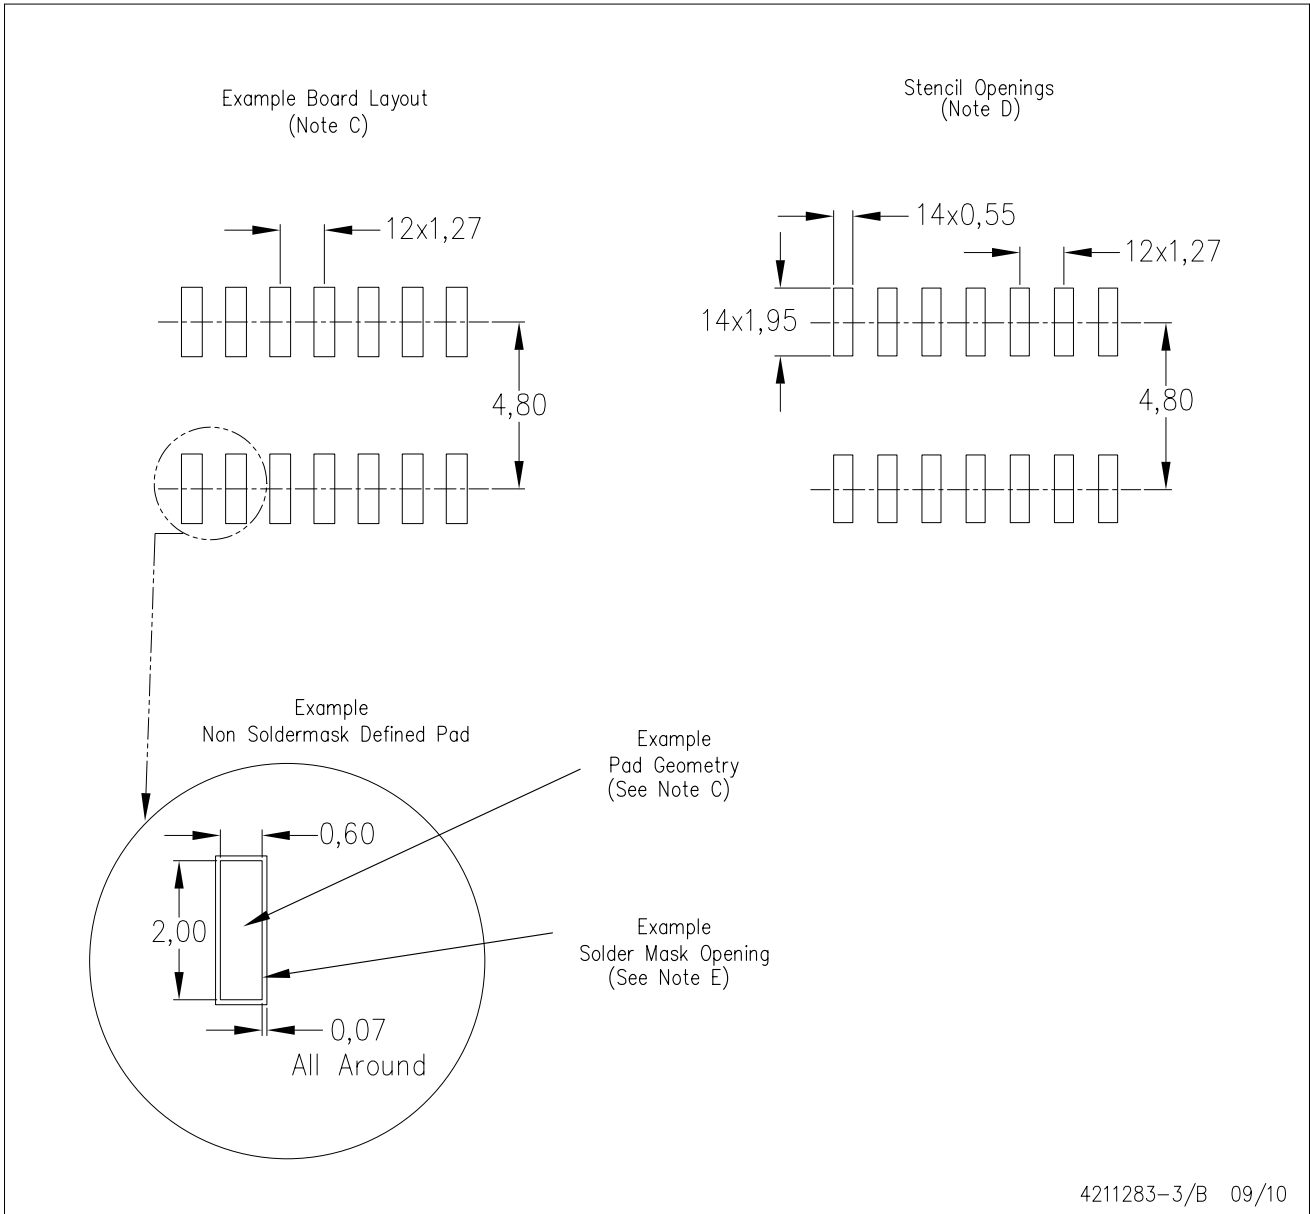 Example Board Layout
(Note C)
Stencil Openings
(Note D)
12x1,27
14x0,55
12x1,27
14x1,95
4,80
4,80
Example
Non Soldermask Defined Pad
Example
Pad Geometry
(See Note C)
0,60
2,00
Example
Solder Mask Opening
(See Note E)
0,07
All Around
4211283-3/B 09/10